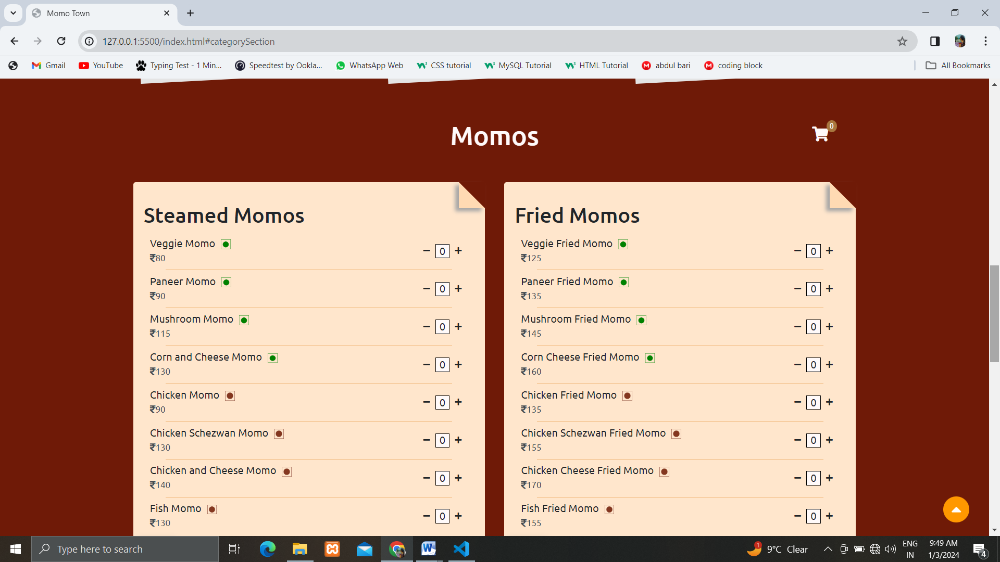 Momo Town
127.0.0.1:5500/index.html#categorySection
Gmail YouTube Typing Test - 1 Min... Speedtest by Ookla... WhatsApp Web CSS tutorial MySQL Tutorial HTML Tutorial abdul bari coding block All Bookmarks
Momos
0
Steamed Momos
Veggie Momo
₹80
0
Paneer Momo
₹90
0
Mushroom Momo
₹115
0
Corn and Cheese Momo
₹130
0
Chicken Momo
₹90
0
Chicken Schezwan Momo
₹130
0
Chicken and Cheese Momo
₹140
0
Fish Momo
₹130
0
Fried Momos
Veggie Fried Momo
₹125
0
Paneer Fried Momo
₹135
0
Mushroom Fried Momo
₹145
0
Corn Cheese Fried Momo
₹160
0
Chicken Fried Momo
₹135
0
Chicken Schezwan Fried Momo
₹155
0
Chicken Cheese Fried Momo
₹170
0
Fish Fried Momo
₹155
0
Type here to search
1
9°C Clear
ENG
IN
9:49 AM
1/3/2024
4